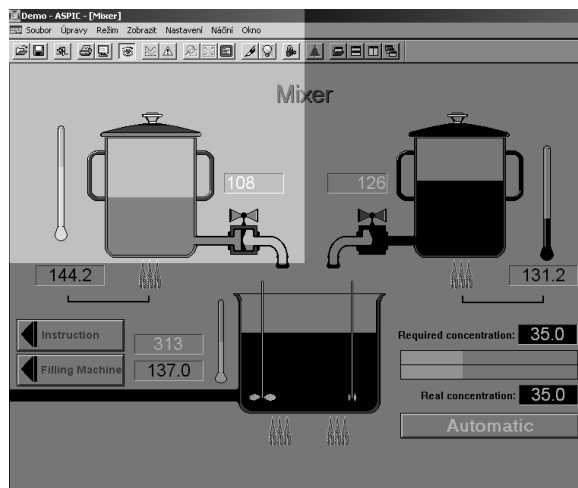 Demo - ASPIC - [Mixer]
Soubor Úpravy Režim Zobrazit Nastavení Náčiní Okno
Mixer
108
126
144.2
131.2
Instruction
313
Filling Machine
137.0
Required concentration: 35.0
Real concentration: 35.0
Automatic